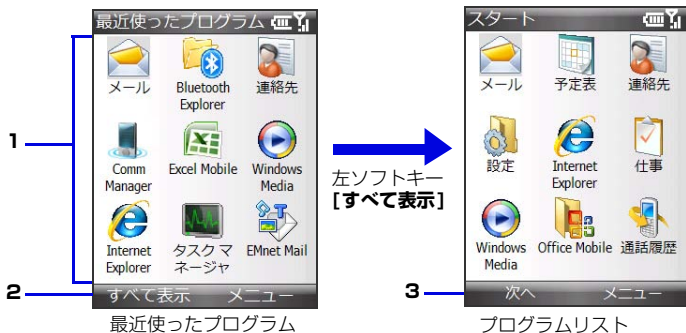 最近使ったプログラム
メール
Bluetooth
Explorer
連絡先
Comm
Manager
Excel Mobile
Windows
Media
Internet
Explorer
タスク マ
ネージャ
EMnet Mail
すべて表示 メニュー
最近使ったプログラム
1
2
左ソフトキー
[すべて表示]
スタート
メール
予定表
連絡先
設定
Internet
Explorer
仕事
Windows
Media
Office Mobile
通話履歴
次へ メニュー
プログラムリスト
3